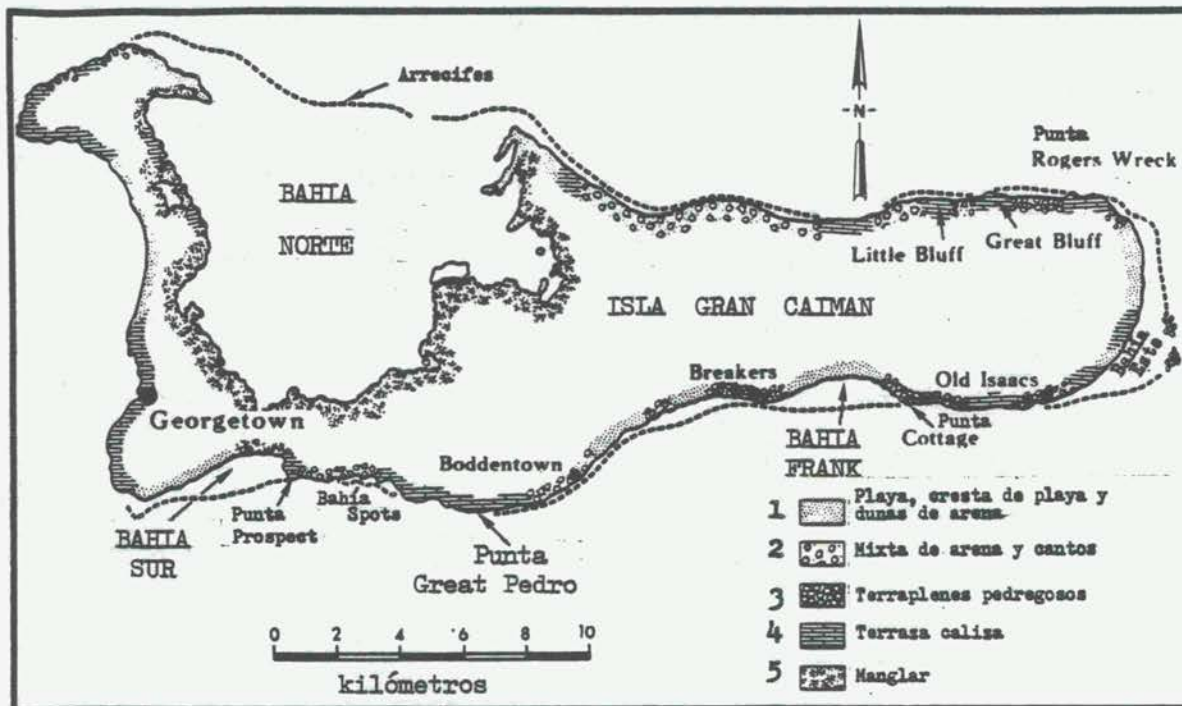 Arrecifes
-N-
Punta
Rogers Wreck
BAHIA
NORTE
Little Bluff
Great Bluff
ISLA GRAN CAIMAN
Bahia
Este
Breakers
Old Isaacs
Georgetown
Punta
Cottage
BAHIA
FRANK
Boddentown
Bahía
Spots
Punta
Prospect
BAHIA
SUR
Punta
Great Pedro
1 Playa, cresta de playa y
dunas de arena
2 Mixta de arena y cantos
3 Terraplenes pedregosos
4 Terraza caliza
5 Manglar
0 2 4 6 8 10
kilómetros